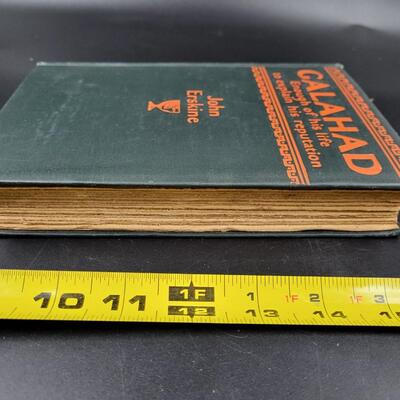 GALAHAD
Enough of his life
to explain his reputation
John
Erskine
1F 1 1F 2 3
10 11 12 13 14 15